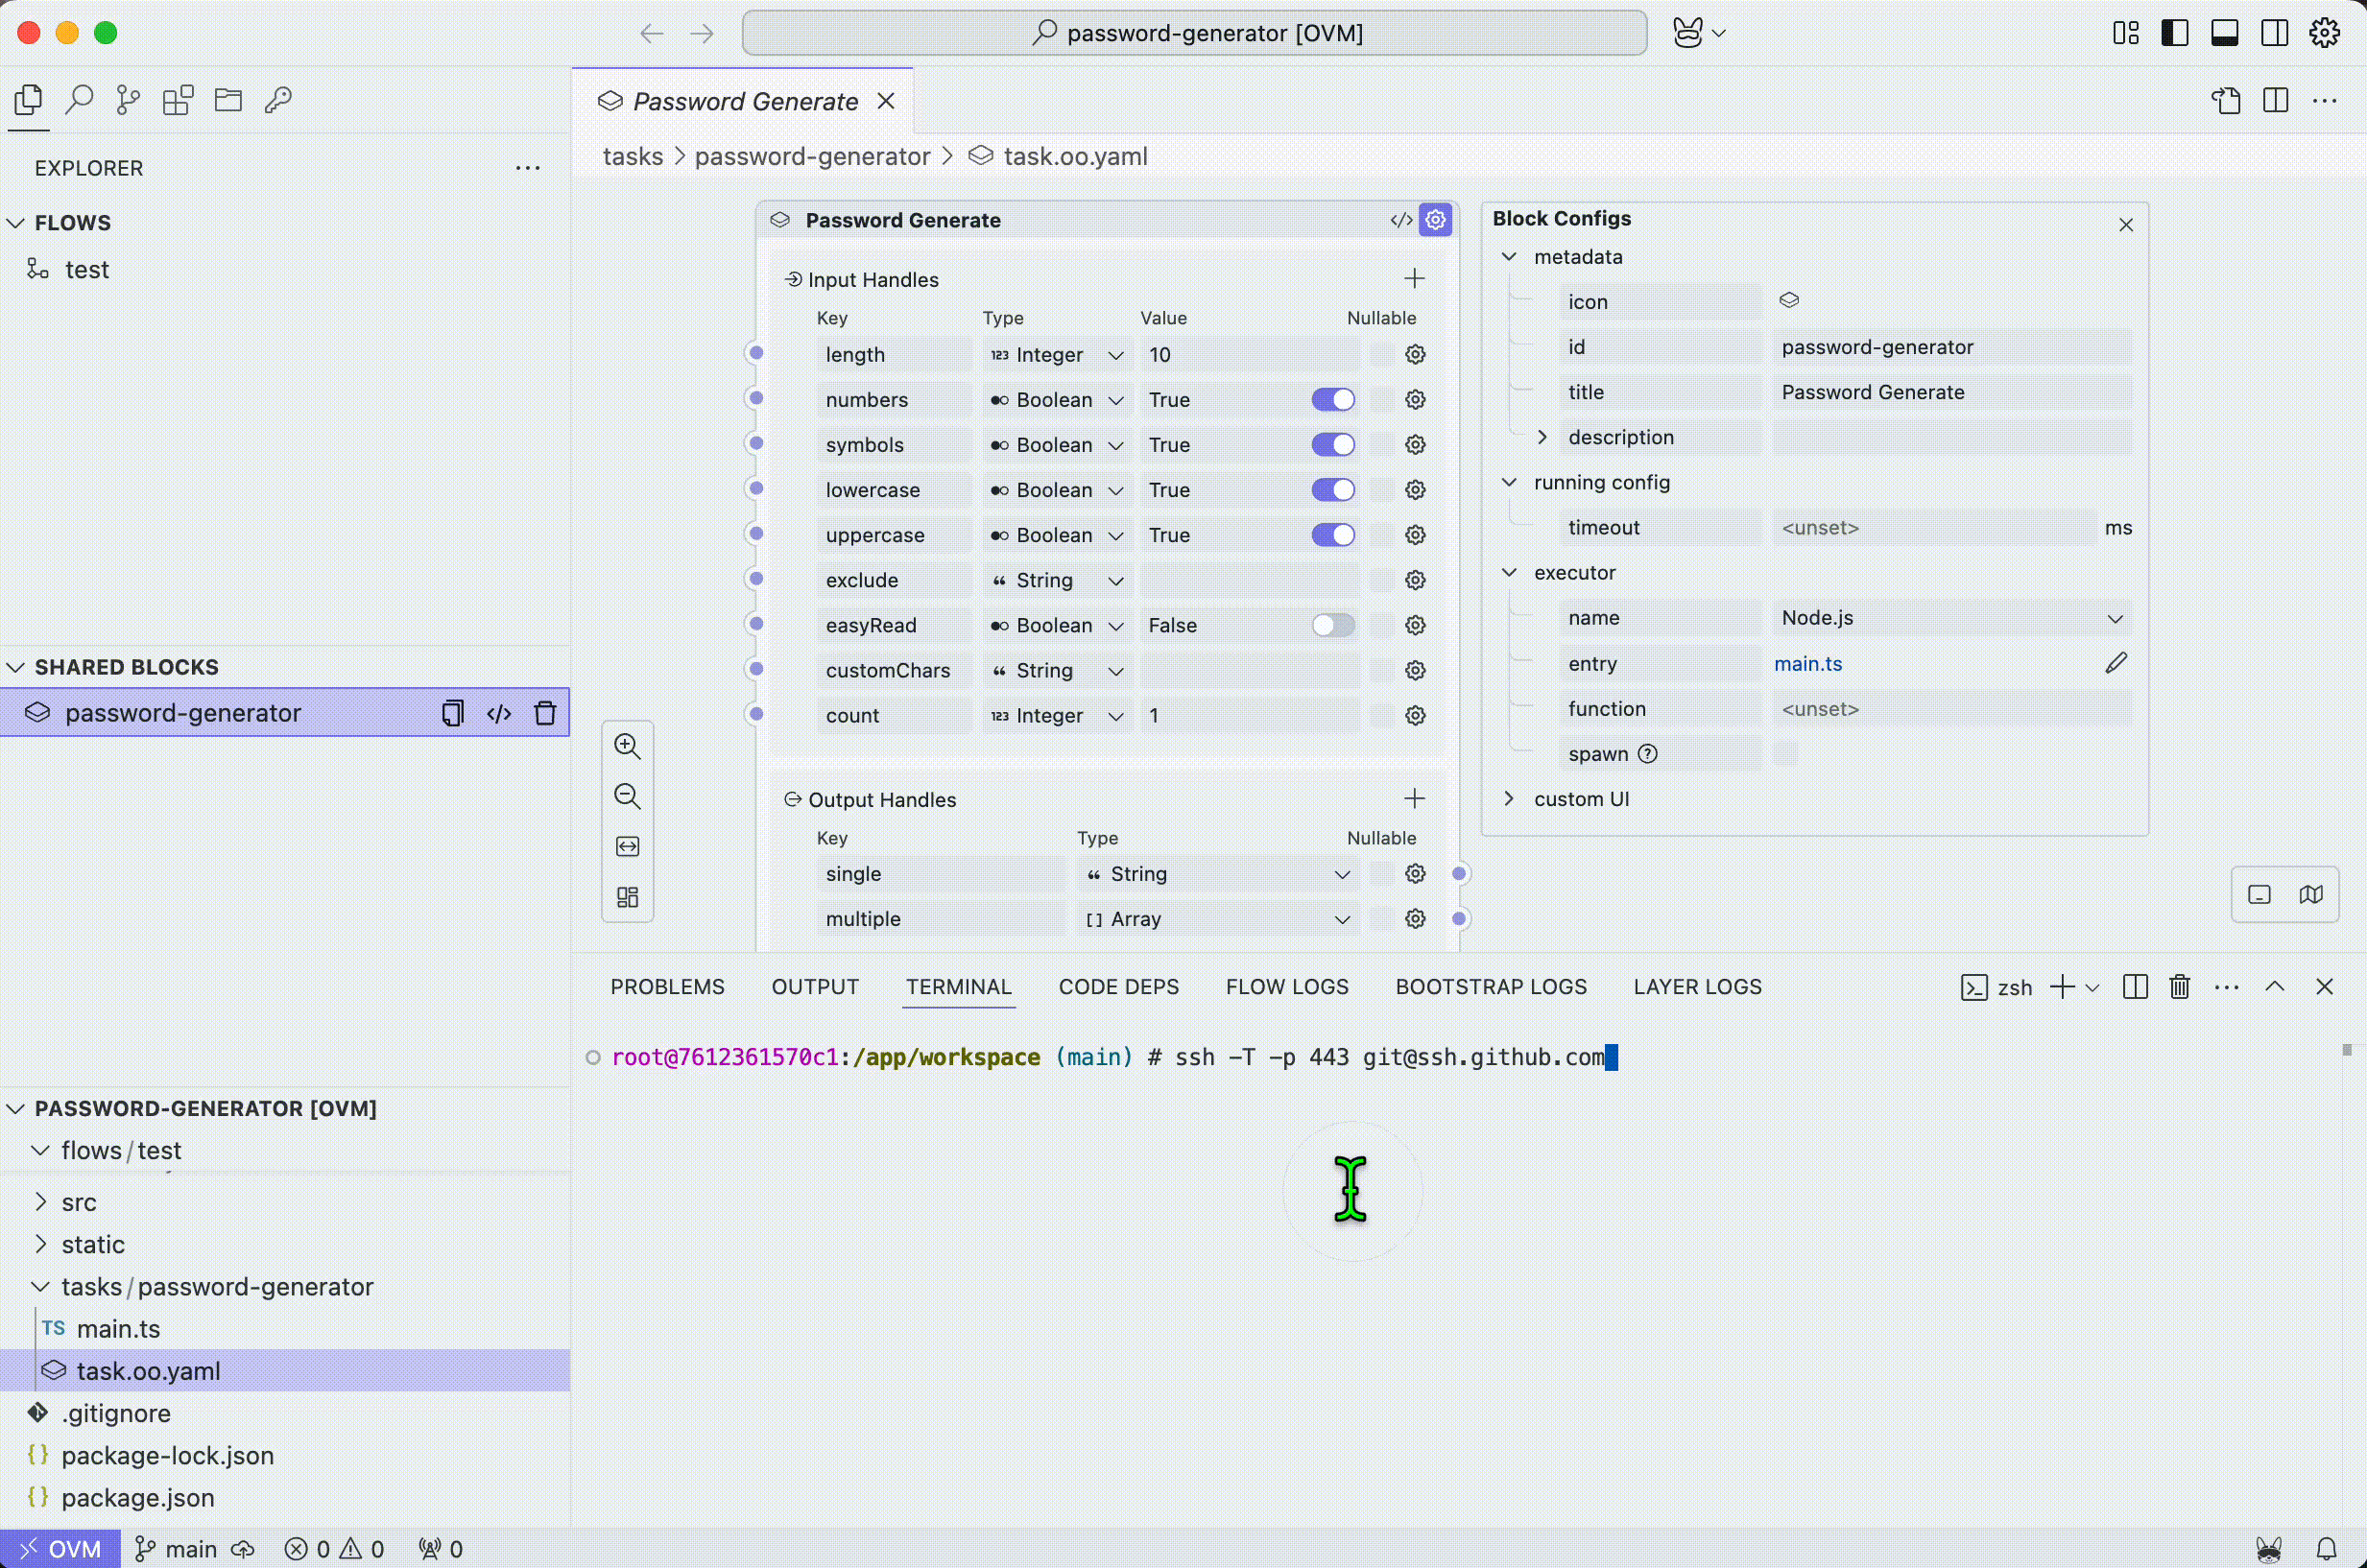 password-generator [OVM]
EXPLORER
FLOWS
test
SHARED BLOCKS
password-generator
PASSWORD-GENERATOR [OVM]
flows/test
src
static
tasks/password-generator
TS main.ts
task.oo.yaml
.gitignore
{} package-lock.json
{} package.json
Password Generate
tasks > password-generator > task.oo.yaml
Password Generate
Input Handles
Key Type Value Nullable
length 123 Integer 10
numbers Boolean True
symbols Boolean True
lowercase Boolean True
uppercase Boolean True
exclude “ String
easyRead Boolean False
customChars “ String
count 123 Integer 1
Output Handles
Key Type Nullable
single “ String
multiple [] Array
Block Configs
metadata
icon
id password-generator
title Password Generate
description
running config
timeout <unset> ms
executor
name Node.js
entry main.ts
function <unset>
spawn ?
custom UI
PROBLEMS OUTPUT TERMINAL CODE DEPS FLOW LOGS BOOTSTRAP LOGS LAYER LOGS zsh
root@7612361570c1:/app/workspace (main) # ssh -T -p 443 git@ssh.github.com
OVM main 0 0 0